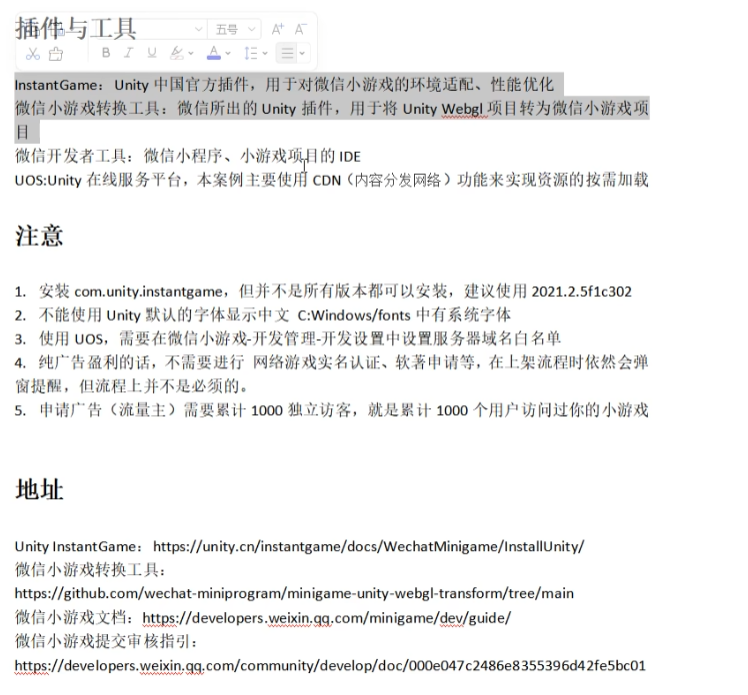 插件与工具
五号
A+ A-
B I U A
InstantGame：Unity 中国官方插件，用于对微信小游戏的环境适配、性能优化
微信小游戏转换工具：微信所出的 Unity 插件，用于将 Unity Webgl 项目转为微信小游戏项
目
微信开发者工具：微信小程序、小游戏项目的 IDE
UOS:Unity 在线服务平台，本案例主要使用 CDN（内容分发网络）功能来实现资源的按需加载
注意
1. 安装 com.unity.instantgame，但并不是所有版本都可以安装，建议使用 2021.2.5f1c302
2. 不能使用 Unity 默认的字体显示中文 C:Windows/fonts 中有系统字体
3. 使用 UOS，需要在微信小游戏-开发管理-开发设置中设置服务器域名白名单
4. 纯广告盈利的话，不需要进行 网络游戏实名认证、软著申请等，在上架流程时依然会弹
窗提醒，但流程上并不是必须的。
5. 申请广告（流量主）需要累计 1000 独立访客，就是累计 1000 个用户访问过你的小游戏
地址
Unity InstantGame：https://unity.cn/instantgame/docs/WechatMinigame/InstallUnity/
微信小游戏转换工具：
https://github.com/wechat-miniprogram/minigame-unity-webgl-transform/tree/main
微信小游戏文档：https://developers.weixin.qq.com/minigame/dev/guide/
微信小游戏提交审核指引：
https://developers.weixin.qq.com/community/develop/doc/000e047c2486e8355396d42fe5bc01